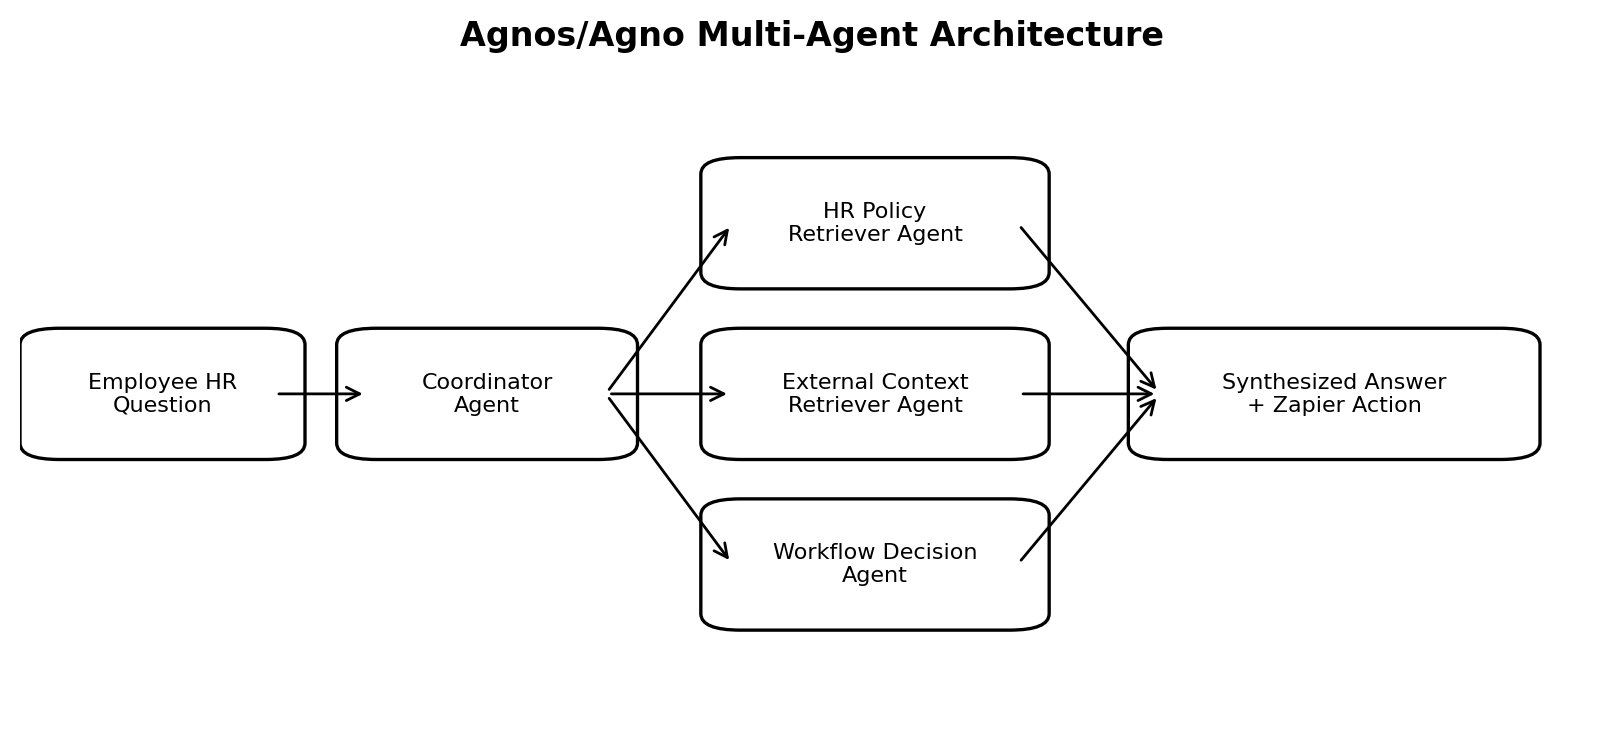 Agnos/Agno Multi-Agent Architecture
Employee HR
Question
Coordinator
Agent
HR Policy
Retriever Agent
External Context
Retriever Agent
Workflow Decision
Agent
Synthesized Answer
+ Zapier Action